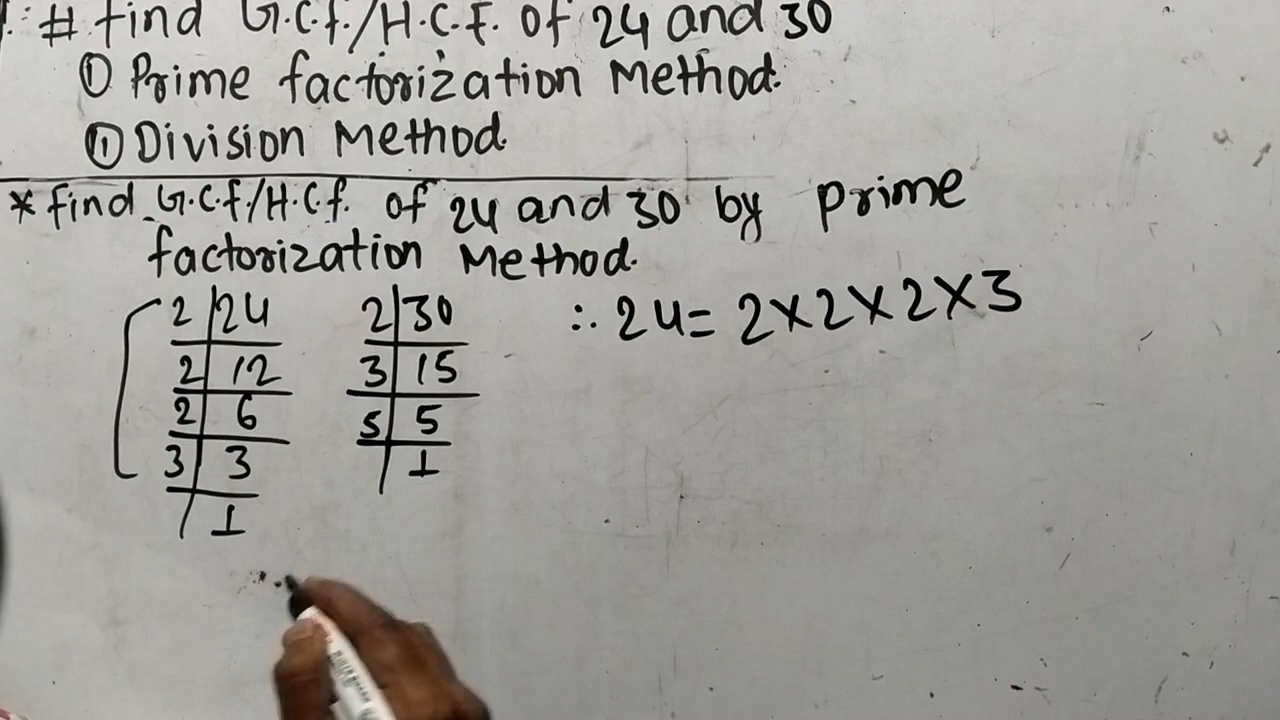 # Find G.C.f./H.C.F. Of 24 and 30
① Prime factorization Method.
⑪ Division Method.
* find G.C.f/H.C.f. of 24 and 30 by prime
factorization Method.
2 24 2 30 ∴ 24 = 2×2×2×3
2 12 3 15
2 6 5 5
3 3 1
1